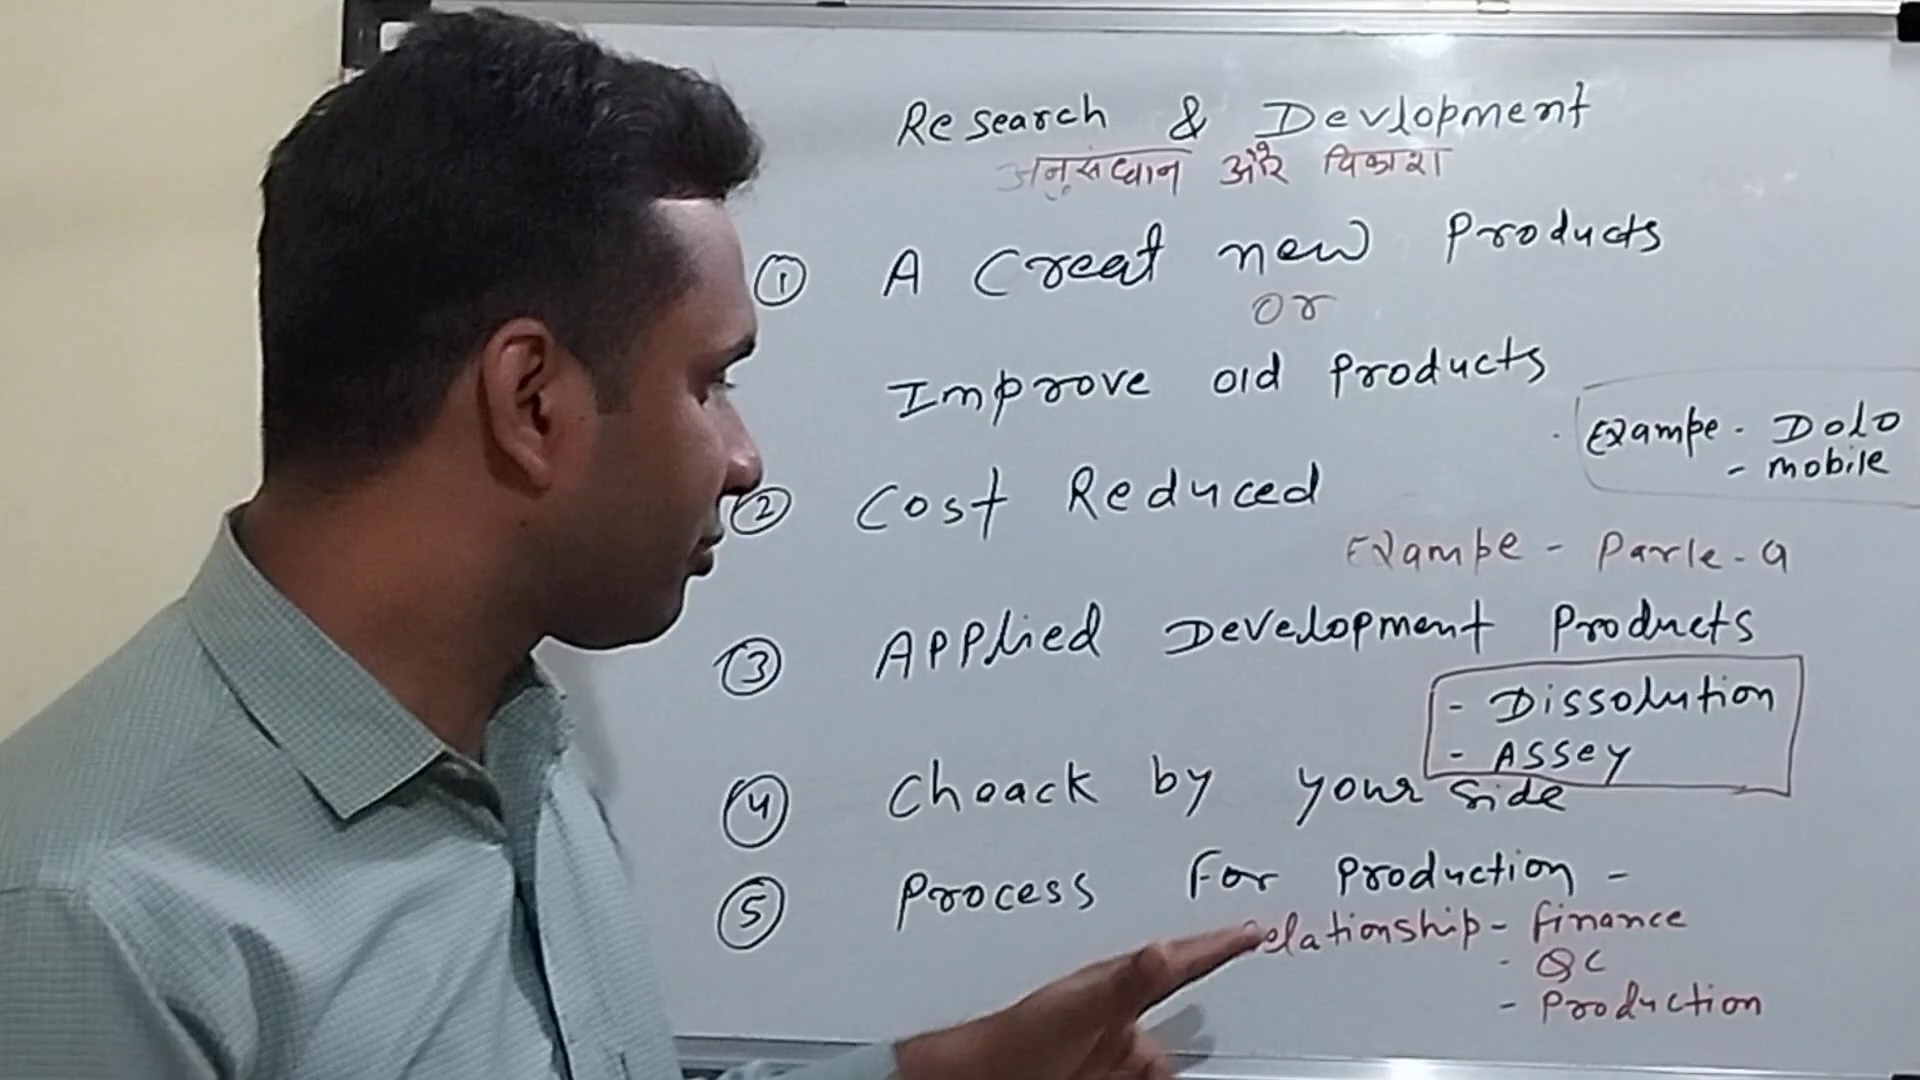 Research & Devlopment
अनुसंधान और विकाश
① A Creat new Products
or
Improve old Products
Exampe - Dolo
- mobile
② Cost Reduced
Exampe - Parle-G
③ Applied Development Products
- Dissolution
- Assey
④ Choack by your side
⑤ Process For Production -
Relationship - finance
- QC
- Production